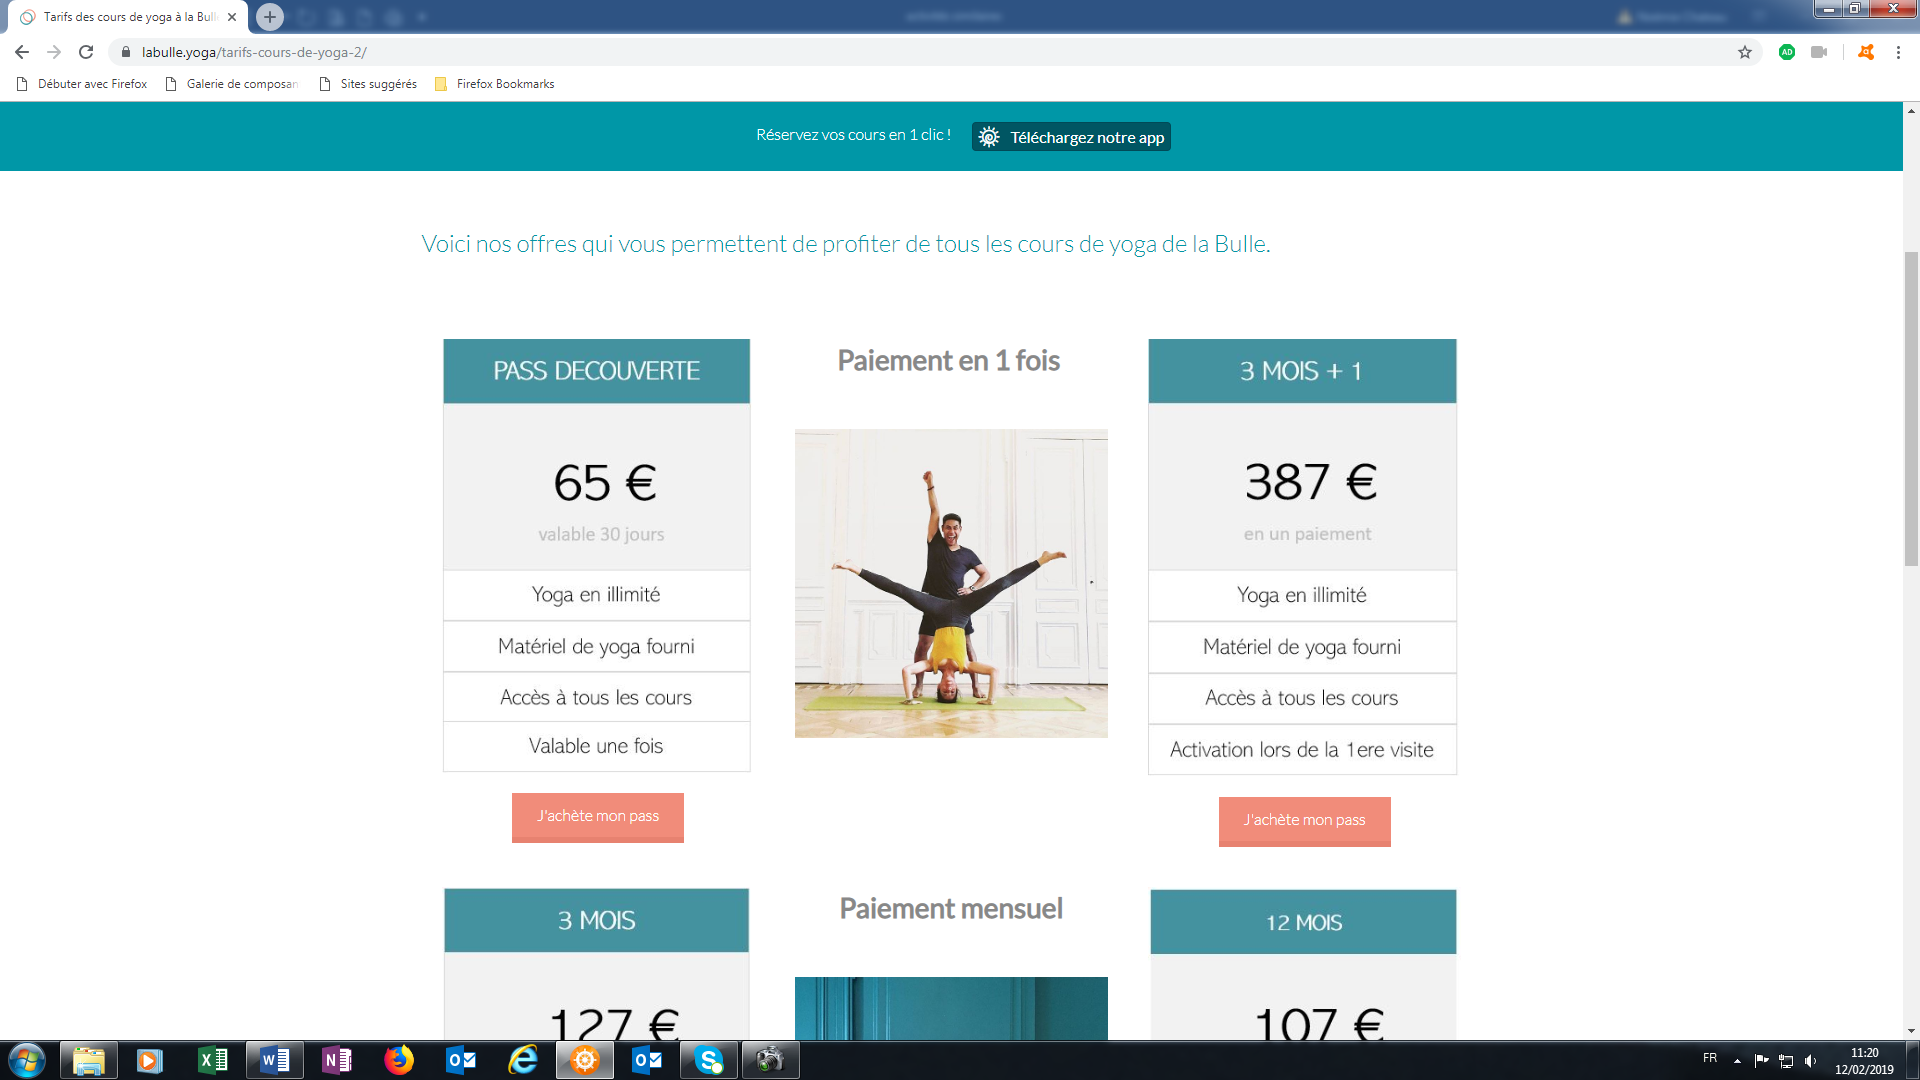 Tarifs des cours de yoga à la Bull
labulle.yoga/tarifs-cours-de-yoga-2/
Débuter avec Firefox
Galerie de composan
Sites suggérés
Firefox Bookmarks
Réservez vos cours en 1 clic !
Téléchargez notre app
Voici nos offres qui vous permettent de profiter de tous les cours de yoga de la Bulle.
PASS DECOUVERTE
65 €
valable 30 jours
Yoga en illimité
Matériel de yoga fourni
Accès à tous les cours
Valable une fois
J'achète mon pass
Paiement en 1 fois
3 MOIS + 1
387 €
en un paiement
Yoga en illimité
Matériel de yoga fourni
Accès à tous les cours
Activation lors de la 1ere visite
J'achète mon pass
3 MOIS
127 €
Paiement mensuel
12 MOIS
107 €
FR
11:20
12/02/2019